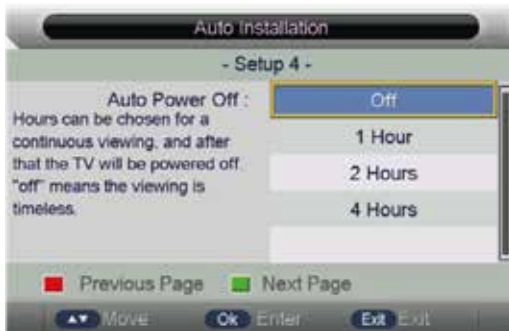 Auto Installation
- Setup 4 -
Auto Power Off :
Hours can be chosen for a
continuous viewing, and after
that the TV will be powered off.
"off" means the viewing is
timeless.
Off
1 Hour
2 Hours
4 Hours
Previous Page Next Page
Move Ok Enter Exit Exit